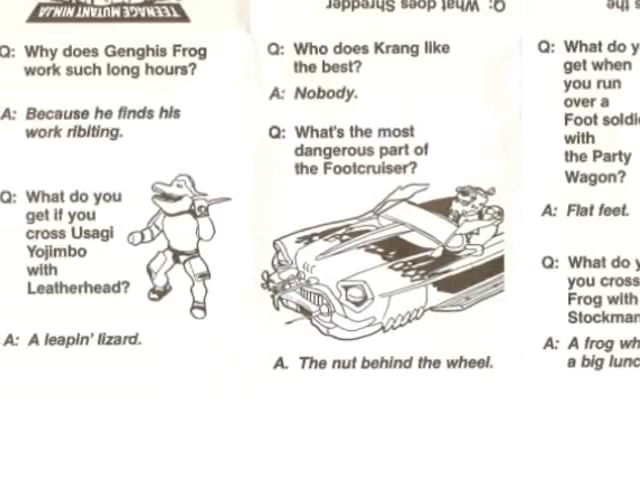 TEENAGE MUTANT NINJA
Q: Why does Genghis Frog
work such long hours?
A: Because he finds his
work ribiting.
Q: What do you
get if you
cross Usagi
Yojimbo
with
Leatherhead?
A: A leapin' lizard.
Q: What does Shredder
Q: Who does Krang like
the best?
A: Nobody.
Q: What's the most
dangerous part of
the Footcruiser?
A. The nut behind the wheel.
Q: What do y
get when
you run
over a
Foot soldie
with
the Party
Wagon?
A: Flat feet.
Q: What do y
you cross
Frog with
Stockman
A: A frog wh
a big lunc